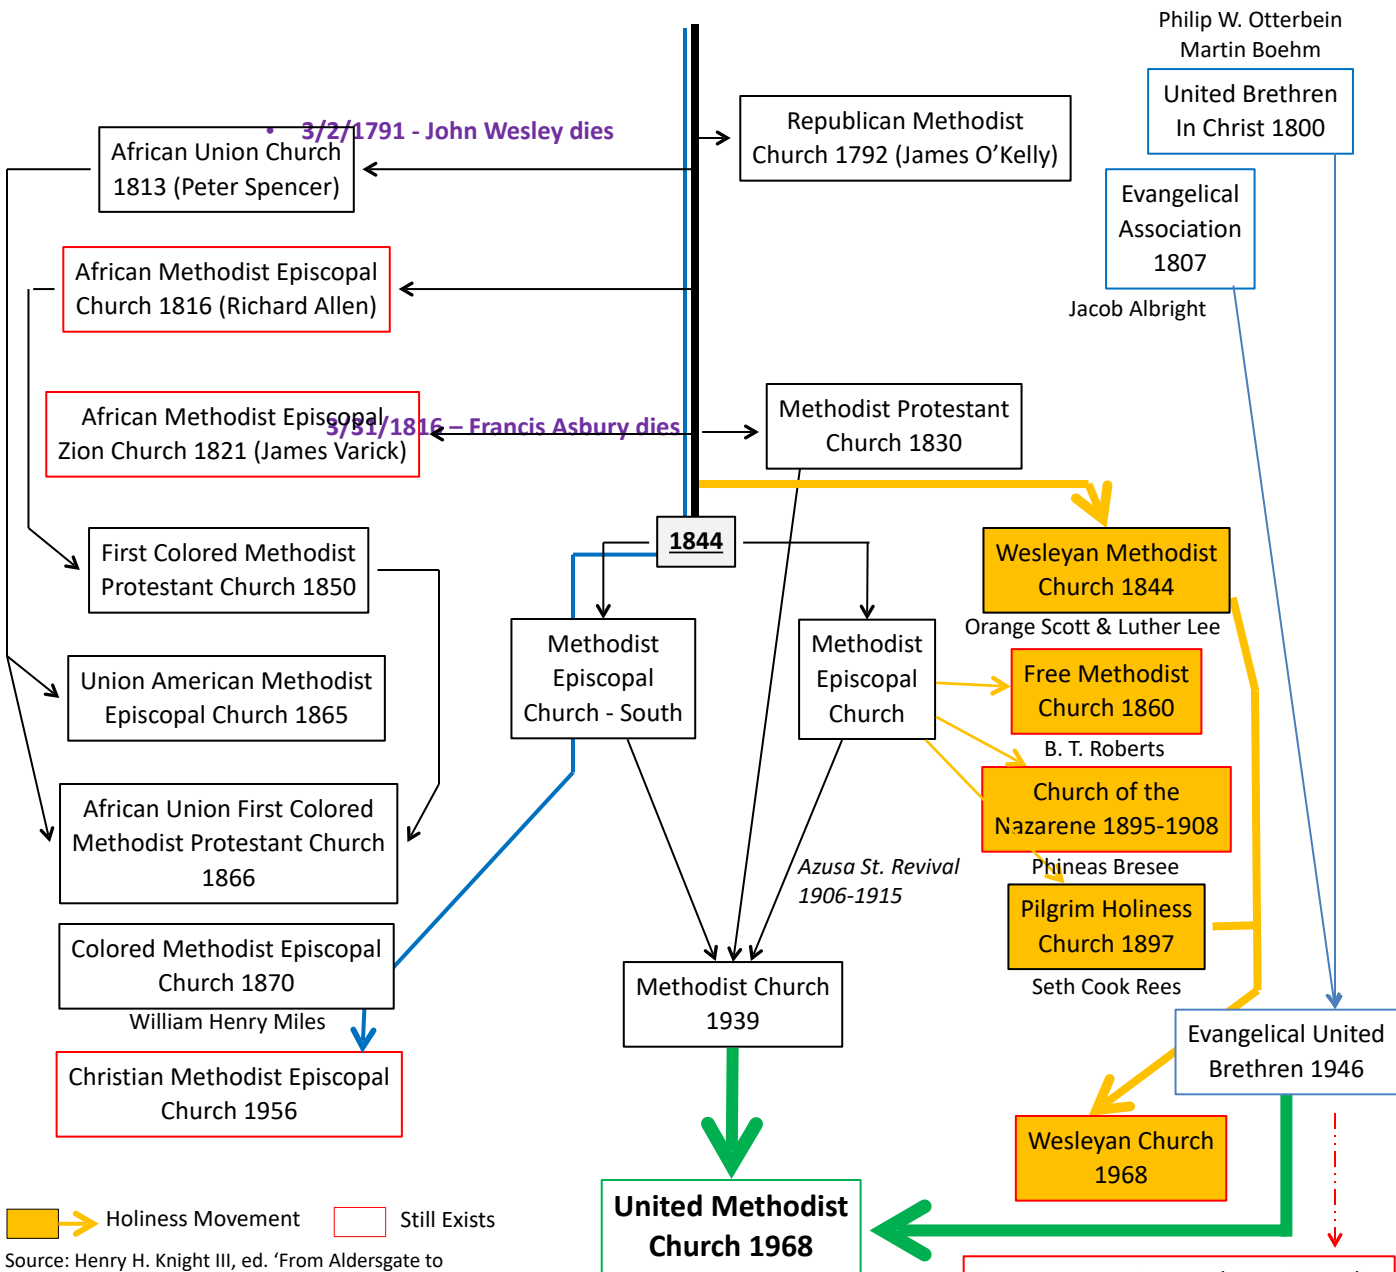 Philip W. Otterbein
Martin Boehm
United Brethren
In Christ 1800
• 3/2/1791 - John Wesley dies
Republican Methodist
Church 1792 (James O’Kelly)
African Union Church
1813 (Peter Spencer)
Evangelical
Association
1807
Jacob Albright
African Methodist Episcopal
Church 1816 (Richard Allen)
African Methodist Episcopal
Zion Church 1821 (James Varick)
3/31/1816 – Francis Asbury dies
Methodist Protestant
Church 1830
1844
First Colored Methodist
Protestant Church 1850
Wesleyan Methodist
Church 1844
Orange Scott & Luther Lee
Methodist
Episcopal
Church - South
Methodist
Episcopal
Church
Free Methodist
Church 1860
B. T. Roberts
Union American Methodist
Episcopal Church 1865
Church of the
Nazarene 1895-1908
Phineas Bresee
African Union First Colored
Methodist Protestant Church
1866
Azusa St. Revival
1906-1915
Pilgrim Holiness
Church 1897
Seth Cook Rees
Colored Methodist Episcopal
Church 1870
William Henry Miles
Methodist Church
1939
Evangelical United
Brethren 1946
Christian Methodist Episcopal
Church 1956
Wesleyan Church
1968
United Methodist
Church 1968
Holiness Movement
Still Exists
Source: Henry H. Knight III, ed. ‘From Aldersgate to